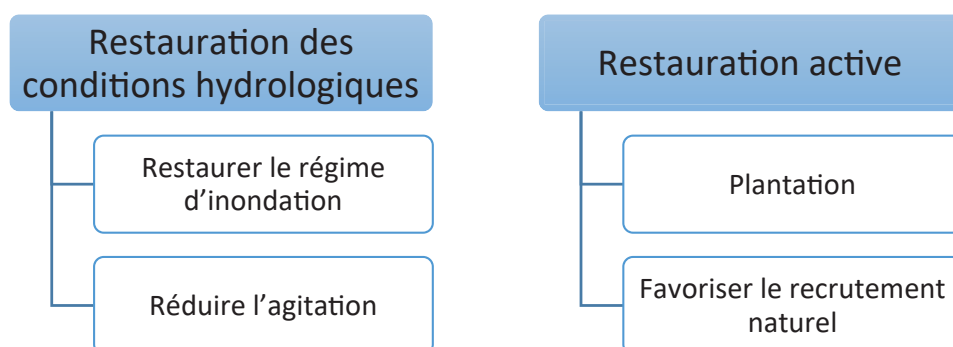 Restauration des
conditions hydrologiques
Restaurer le régime
d’inondation
Réduire l’agitation
Restauration active
Plantation
Favoriser le recrutement
naturel